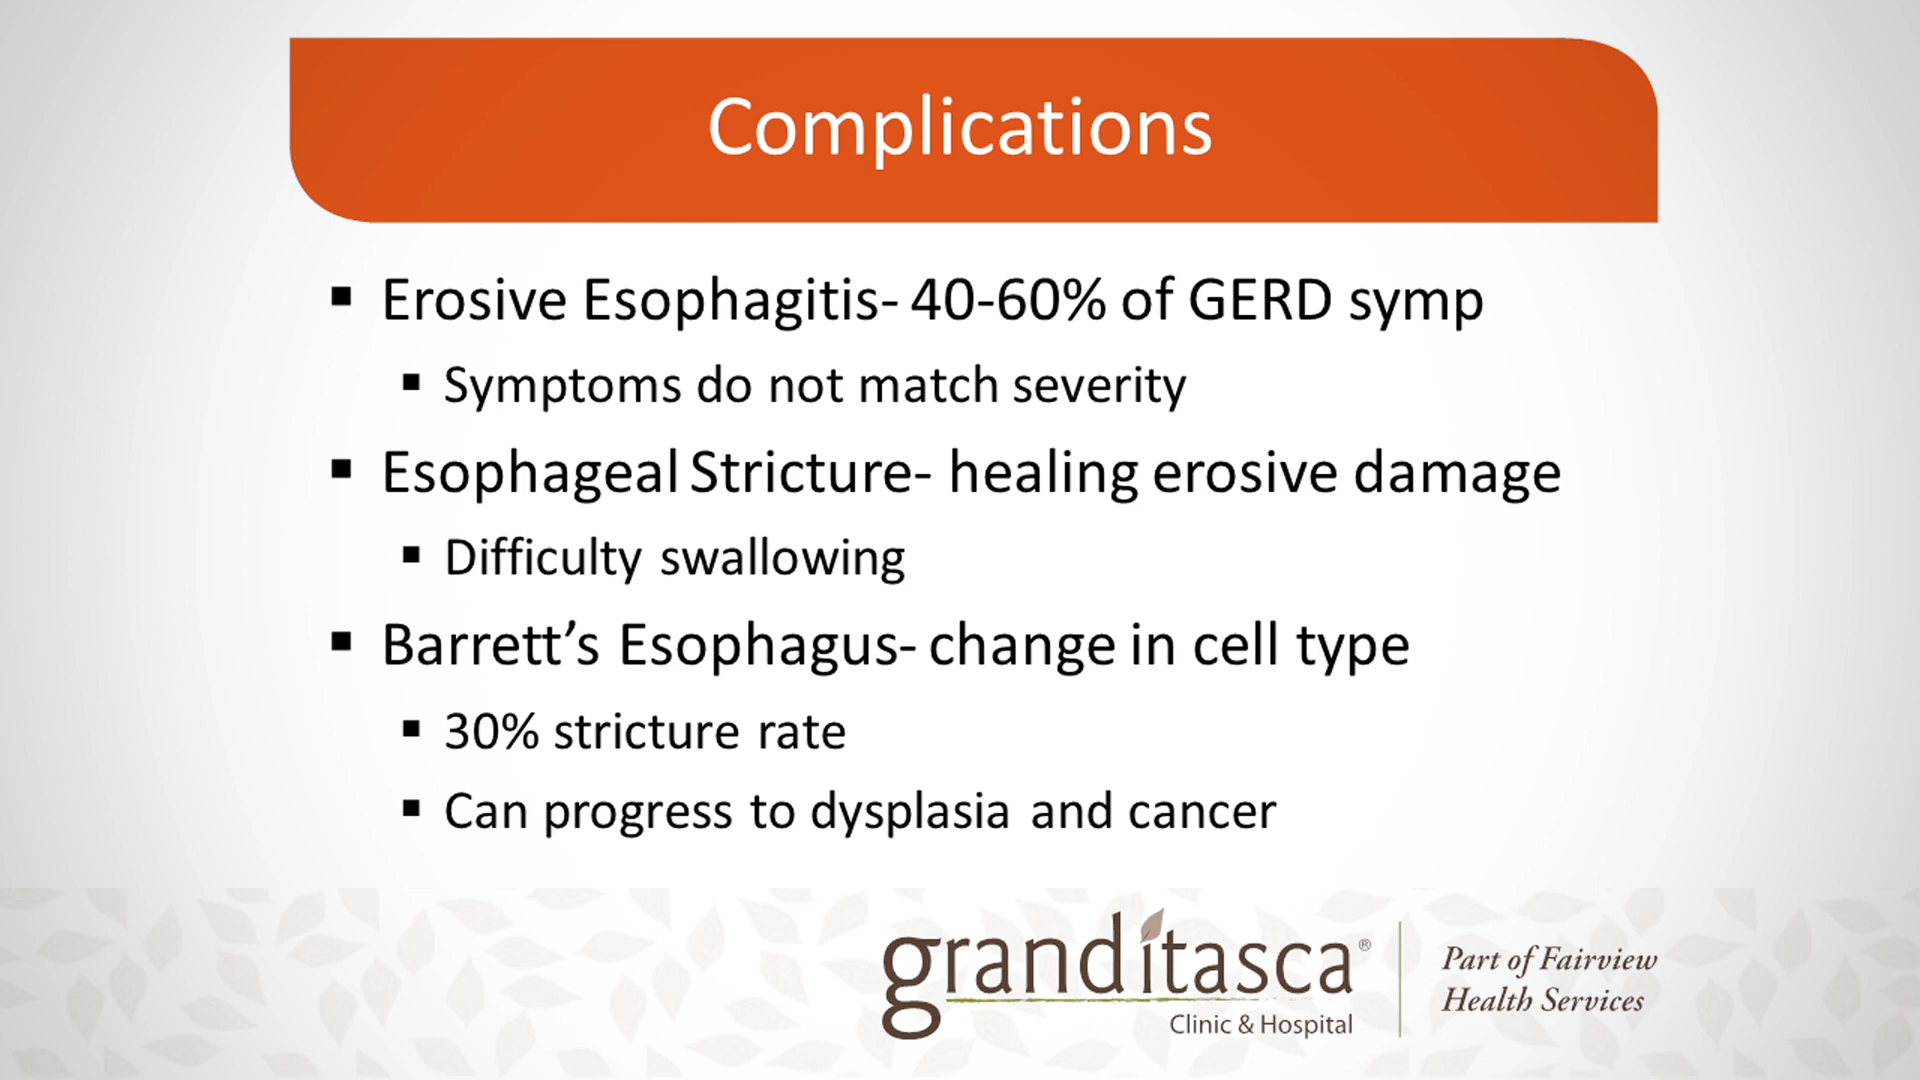 Complications
▪ Erosive Esophagitis- 40-60% of GERD symp
▪ Symptoms do not match severity
▪ Esophageal Stricture- healing erosive damage
▪ Difficulty swallowing
▪ Barrett’s Esophagus- change in cell type
▪ 30% stricture rate
▪ Can progress to dysplasia and cancer
granditasca®
Clinic & Hospital
Part of Fairview
Health Services